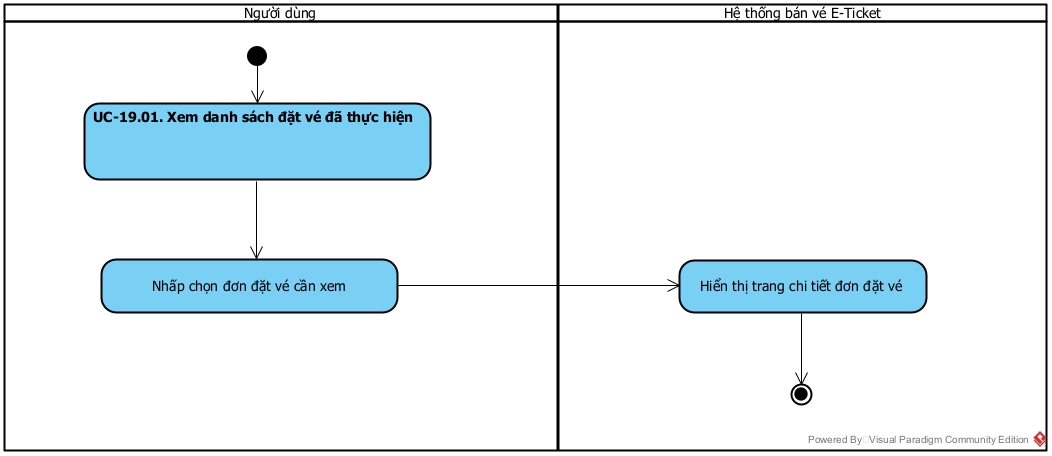 Người dùng
Hệ thống bán vé E-Ticket
UC-19.01. Xem danh sách đặt vé đã thực hiện
Nhấp chọn đơn đặt vé cần xem
Hiển thị trang chi tiết đơn đặt vé
Powered By Visual Paradigm Community Edition